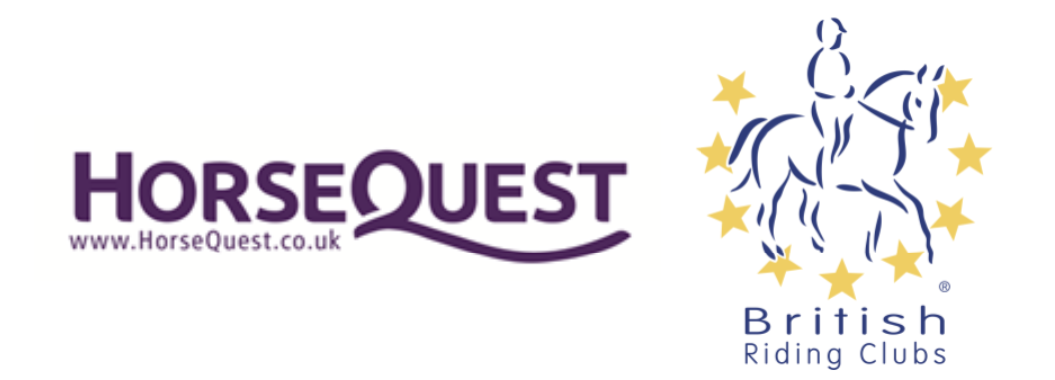 HORSEQUEST
www.HorseQuest.co.uk
®
British
Riding Clubs